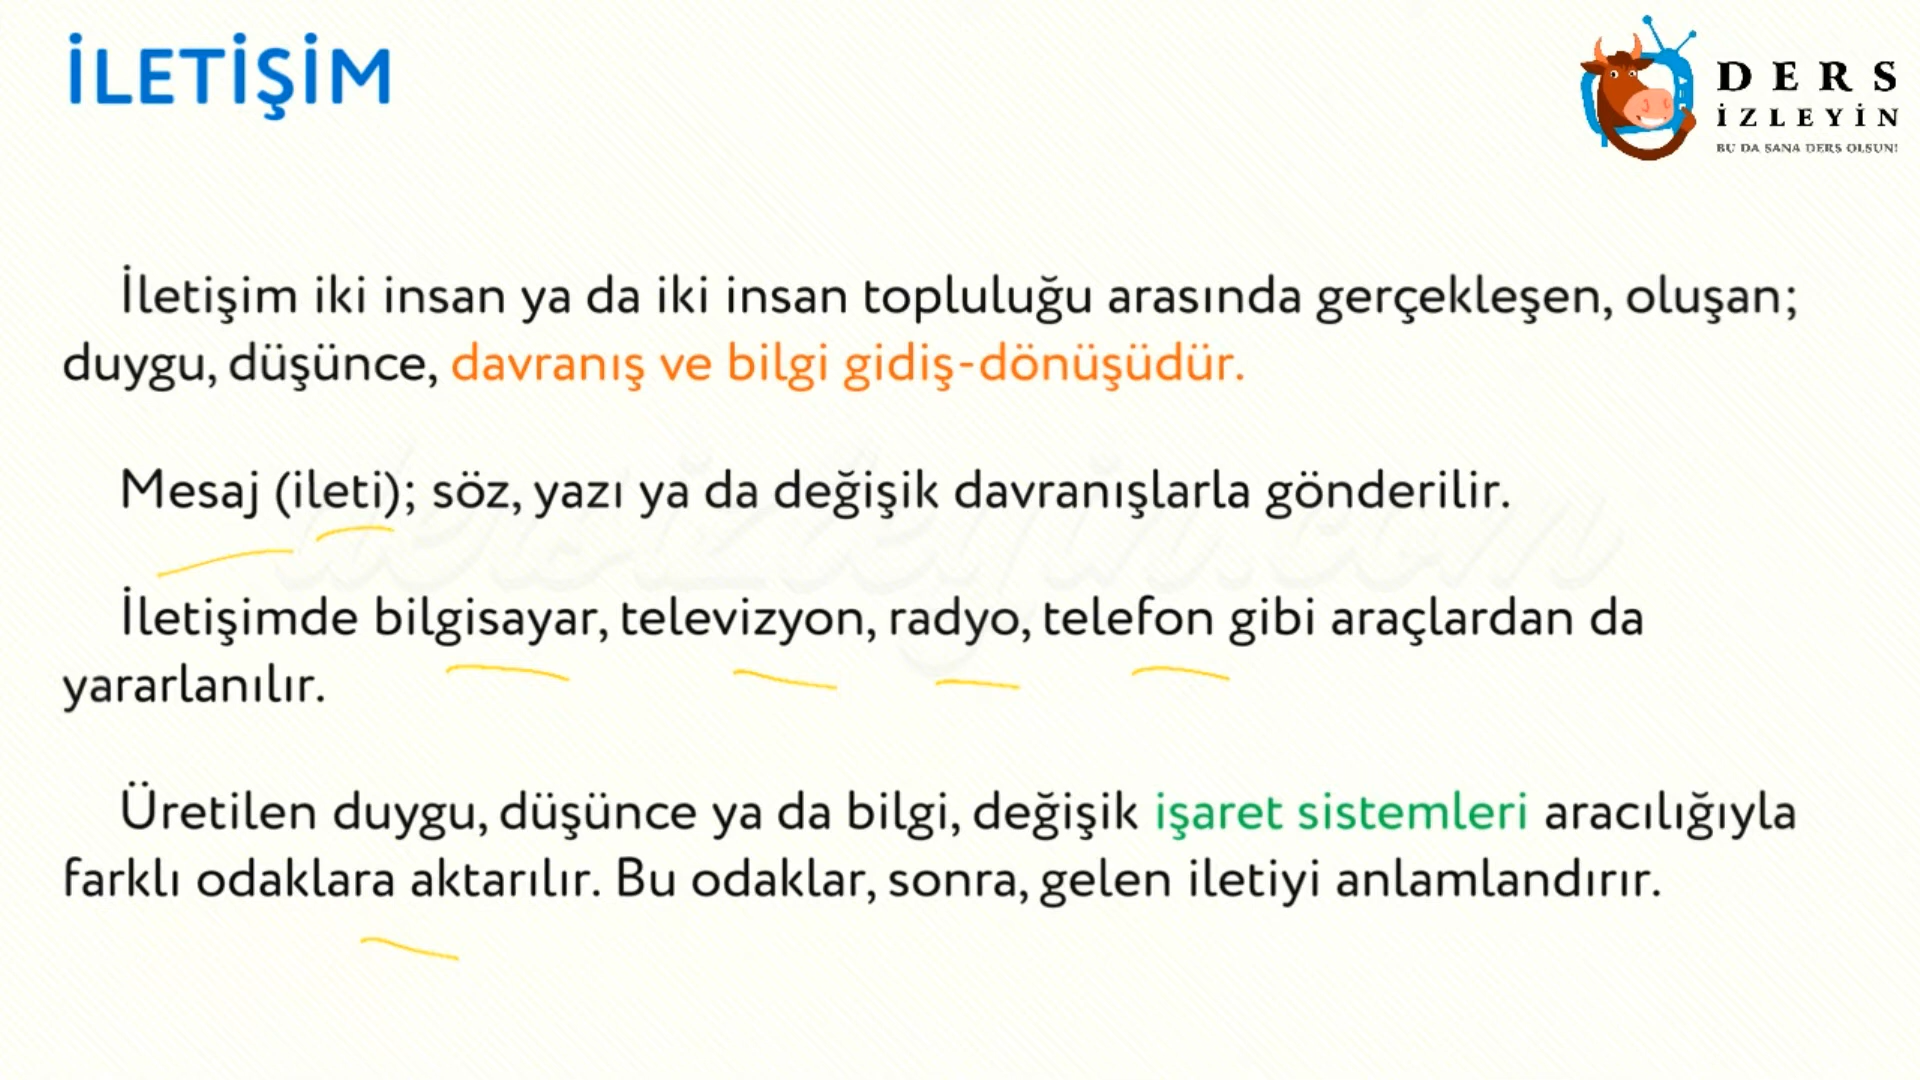 İLETİŞİM
DERS
İZLEYİN
BU DA SANA DERS OLSUN!
İletişim iki insan ya da iki insan topluluğu arasında gerçekleşen, oluşan;
duygu, düşünce, davranış ve bilgi gidiş-dönüşüdür.
Mesaj (ileti); söz, yazı ya da değişik davranışlarla gönderilir.
İletişimde bilgisayar, televizyon, radyo, telefon gibi araçlardan da
yararlanılır.
Üretilen duygu, düşünce ya da bilgi, değişik işaret sistemleri aracılığıyla
farklı odaklara aktarılır. Bu odaklar, sonra, gelen iletiyi anlamlandırır.
dersizleyin.com